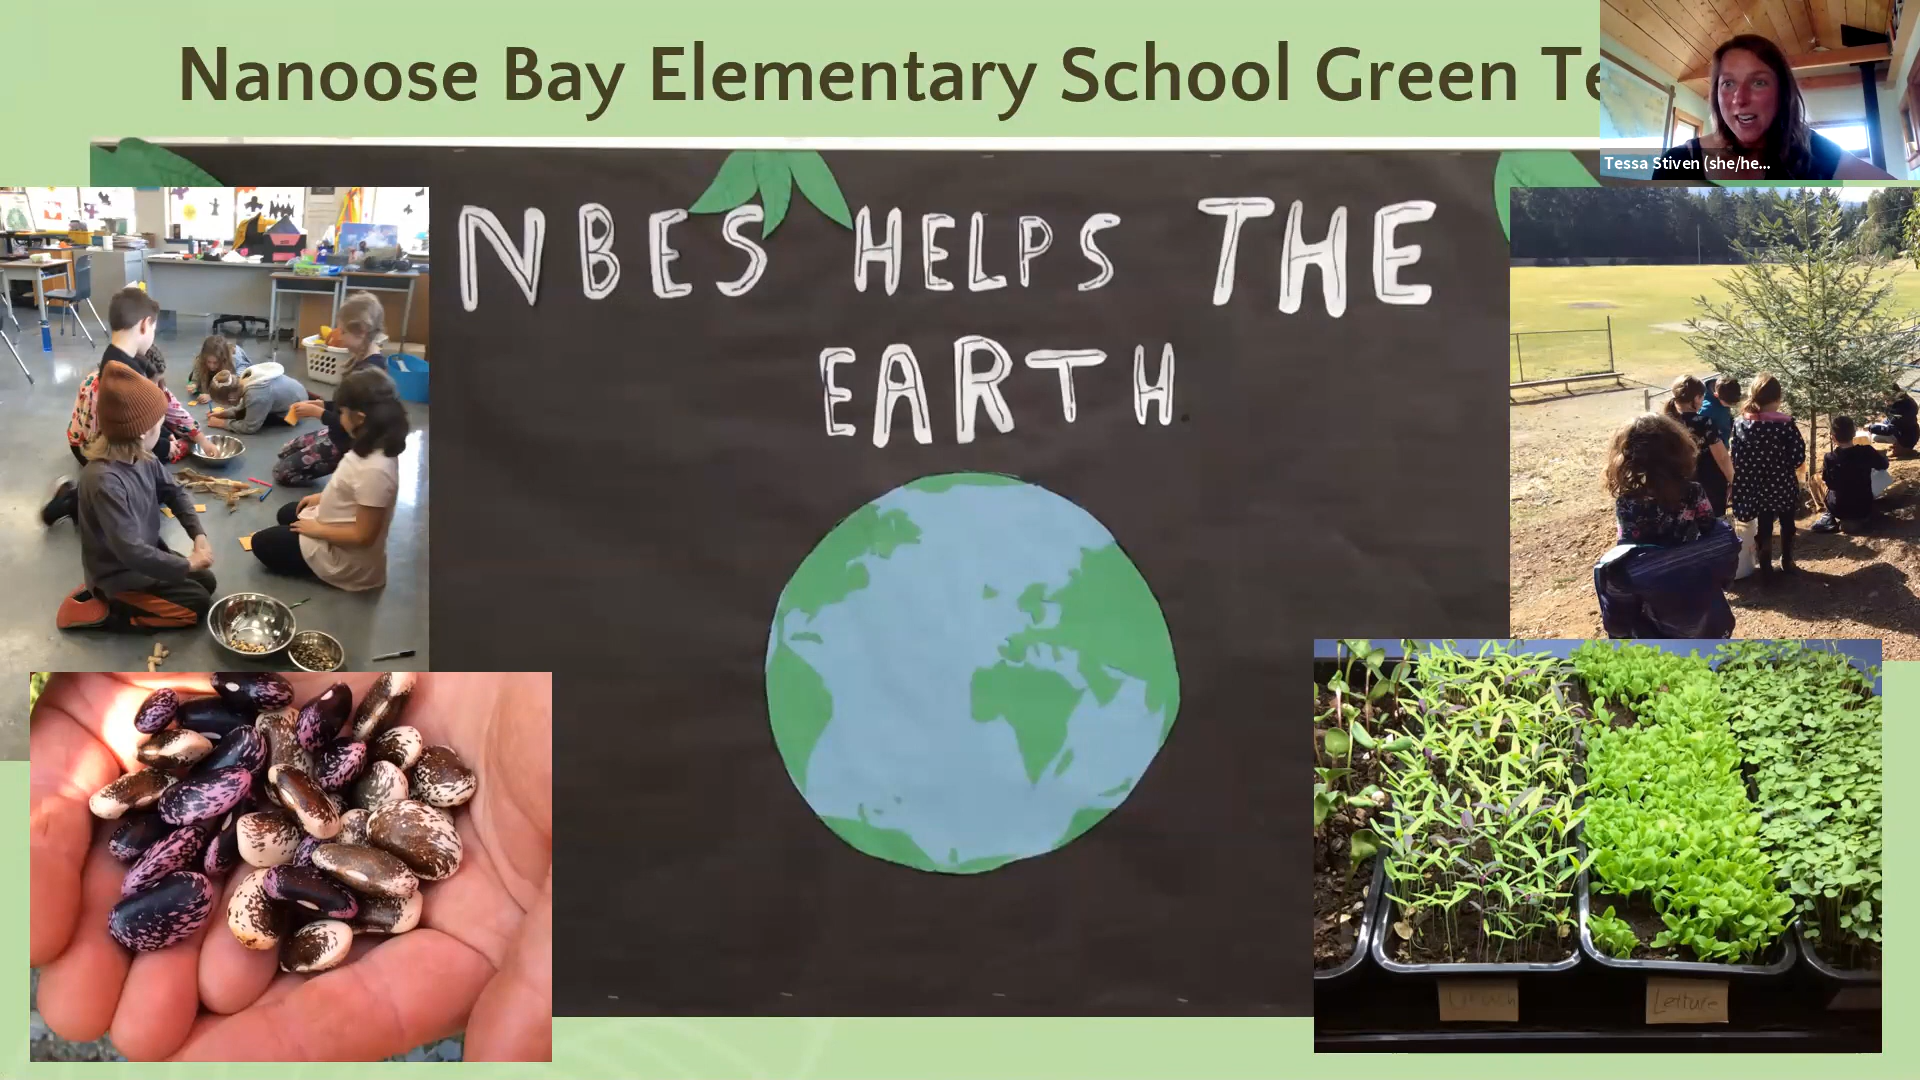 Nanoose Bay Elementary School Green Te
Tessa Stiven (she/he...
NBES HELPS THE
EARTH
Lettuce